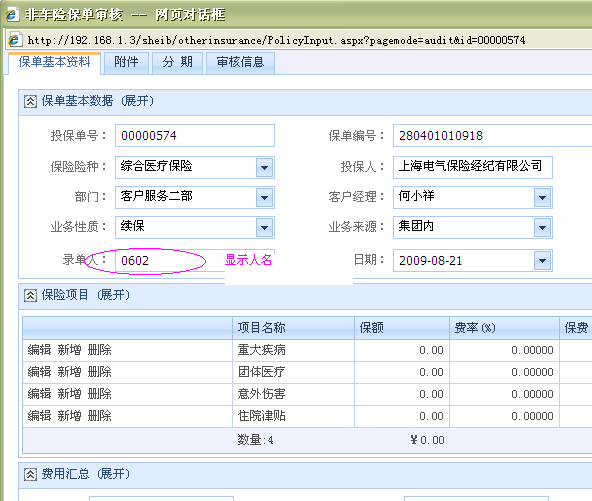 非车险保单审核 -- 网页对话框
http://192.168.1.3/sheib/otherinsurance/PolicyInput.aspx?pagemode=audit&id=00000574
保单基本资料 附件 分 期 审核信息
保单基本数据 (展开)
投保单号: 00000574 保单编号: 280401010918
保险险种: 综合医疗保险 投保人: 上海电气保险经纪有限公司
部门: 客户服务二部 客户经理: 何小祥
业务性质: 续保 业务来源: 集团内
录单人: 0602 显示人名 日期: 2009-08-21
保险项目 (展开)
项目名称 保额 费率(%) 保费
编辑 新增 删除 重大疾病 0.00 0.00000
编辑 新增 删除 团体医疗 0.00 0.00000
编辑 新增 删除 意外伤害 0.00 0.00000
编辑 新增 删除 住院津贴 0.00 0.00000
数量:4 ¥0.00
费用汇总 (展开)